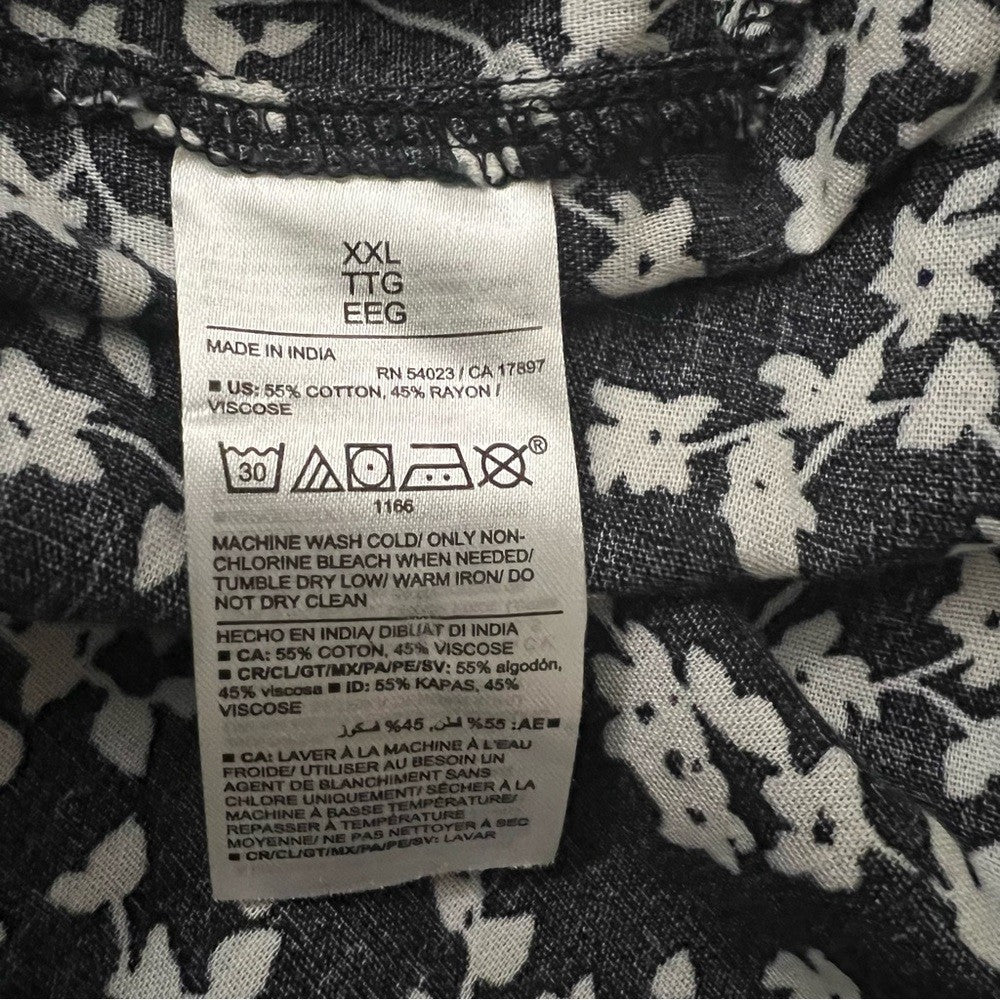 XXL
TTG
EEG
MADE IN INDIA
RN 54023 / CA 17897
■ US: 55% COTTON, 45% RAYON /
VISCOSE
30
®
1166
MACHINE WASH COLD/ ONLY NON-
CHLORINE BLEACH WHEN NEEDED/
TUMBLE DRY LOW/ WARM IRON/ DO
NOT DRY CLEAN
HECHO EN INDIA/ DIBUAT DI INDIA
■ CA: 55% COTON, 45% VISCOSE
■ CR/CL/GT/MX/PA/PE/SV: 55% algodón,
45% viscosa ■ ID: 55% KAPAS, 45%
VISCOSE
■ AE: 55% قطن, 45% فسكوز
■ CA: LAVER À LA MACHINE À L'EAU
FROIDE/ UTILISER AU BESOIN UN
AGENT DE BLANCHIMENT SANS
CHLORE UNIQUEMENT/ SÉCHER À LA
MACHINE À BASSE TEMPÉRATURE/
REPASSER À TEMPÉRATURE
MOYENNE/ NE PAS NETTOYER À SEC
■ CR/CL/GT/MX/PA/PE/SV: LAVAR